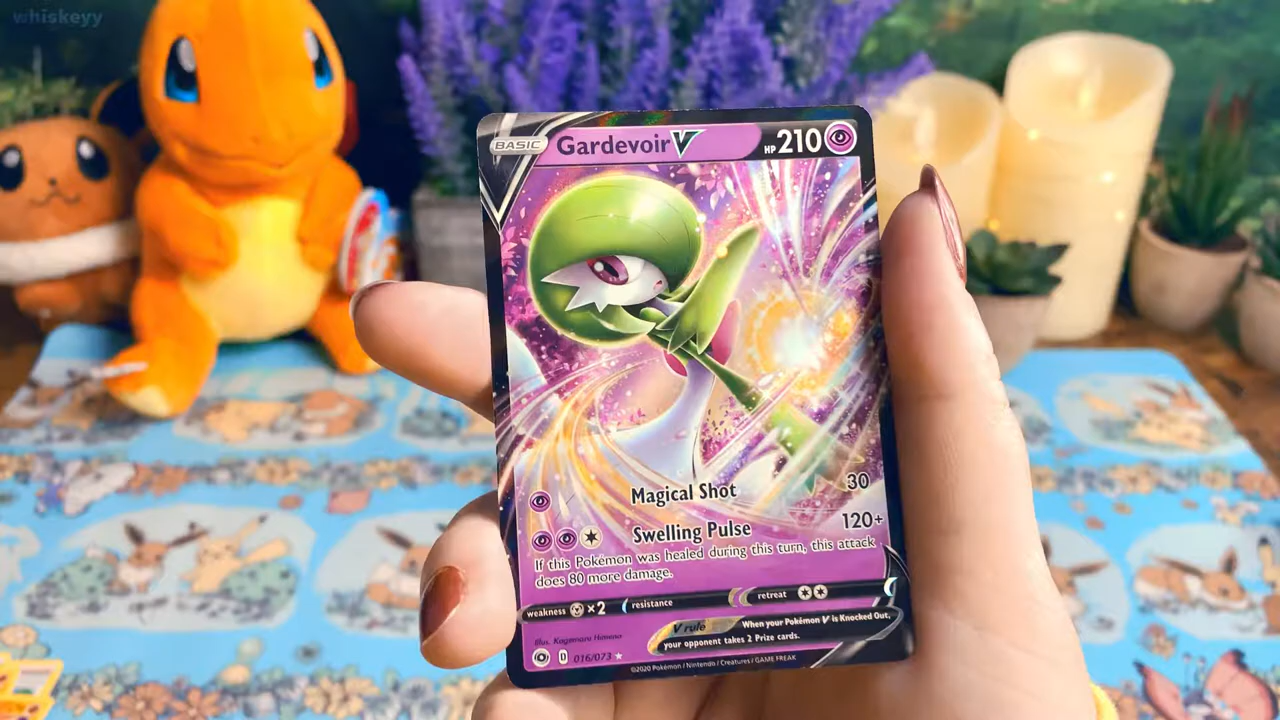 whiskeyy
BASIC
Gardevoir V
HP 210
Magical Shot 30
Swelling Pulse 120+
If this Pokémon was healed during this turn, this attack
does 80 more damage.
weakness ×2 resistance retreat
V rule When your Pokémon V is Knocked Out,
your opponent takes 2 Prize cards.
Illus. Kagemaru Himeno
D 016/073 ★
©2020 Pokémon / Nintendo / Creatures / GAME FREAK